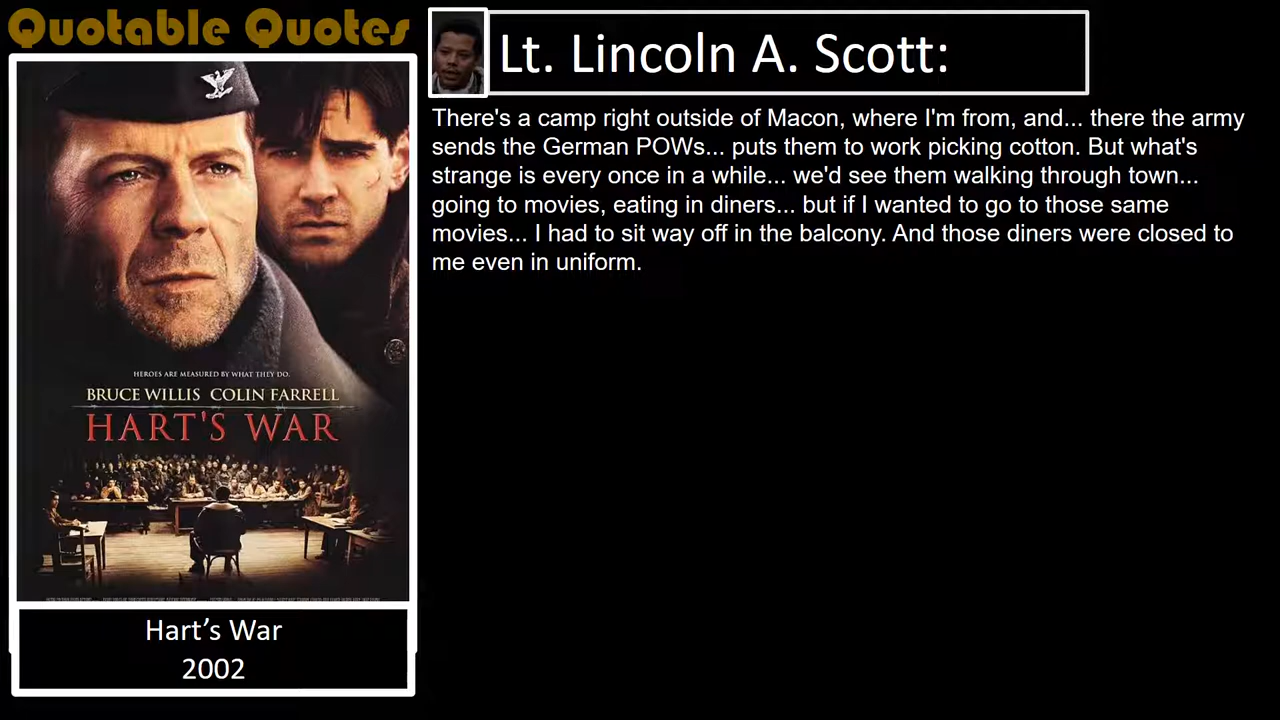 Quotable Quotes
Lt. Lincoln A. Scott:
There's a camp right outside of Macon, where I'm from, and... there the army
sends the German POWs... puts them to work picking cotton. But what's
strange is every once in a while... we'd see them walking through town...
going to movies, eating in diners... but if I wanted to go to those same
movies... I had to sit way off in the balcony. And those diners were closed to
me even in uniform.
HEROES ARE MEASURED BY WHAT THEY DO.
BRUCE WILLIS COLIN FARRELL
HART'S WAR
Hart’s War
2002